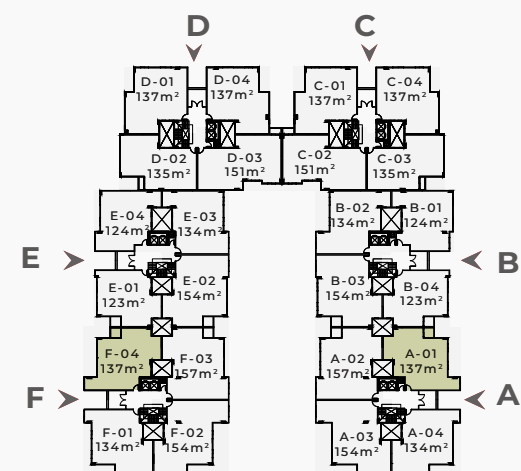 D
C
D-01
137m²
D-04
137m²
C-01
137m²
C-04
137m²
D-02
135m²
D-03
151m²
C-02
151m²
C-03
135m²
E-04
124m²
E-03
134m²
B-02
134m²
B-01
124m²
E
B
E-01
123m²
E-02
154m²
B-03
154m²
B-04
123m²
F-04
137m²
F-03
157m²
A-02
157m²
A-01
137m²
F
A
F-01
134m²
F-02
154m²
A-03
154m²
A-04
134m²